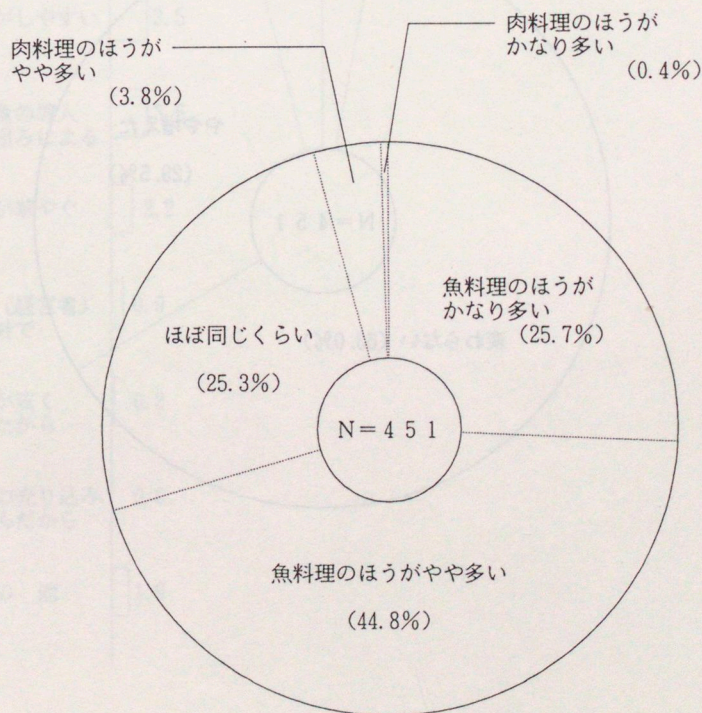 肉料理のほうが
やや多い
(3.8%)
肉料理のほうが
かなり多い
(0.4%)
魚料理のほうが
かなり多い
(25.7%)
ほぼ同じくらい
(25.3%)
N=451
魚料理のほうがやや多い
(44.8%)